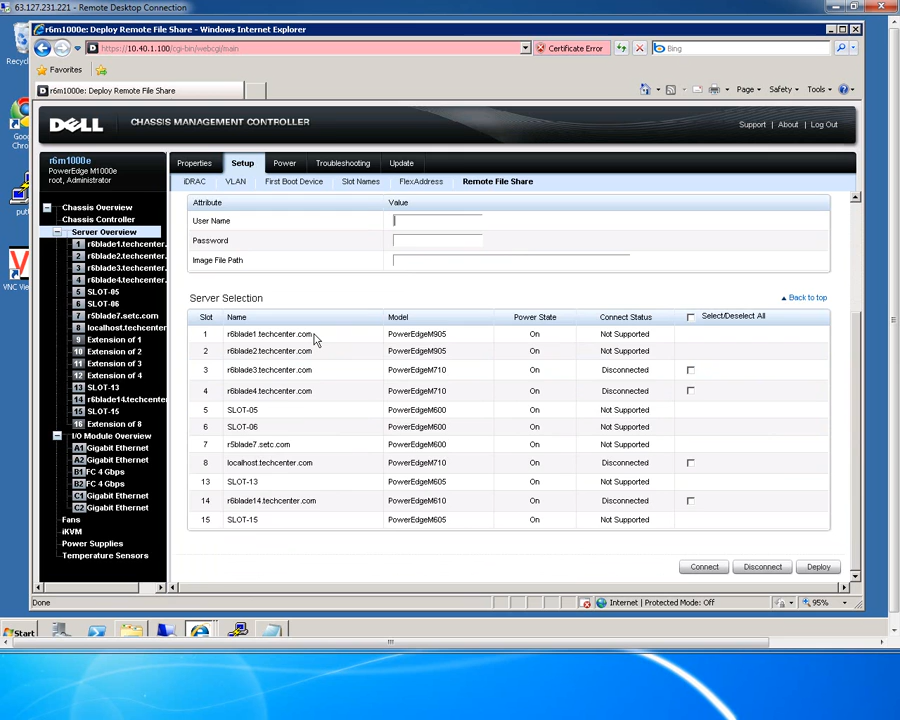 63.127.231.221 - Remote Desktop Connection
r6m1000e: Deploy Remote File Share - Windows Internet Explorer
https://10.40.1.100/cgi-bin/webcgi/main
Certificate Error
Bing
Favorites
r6m1000e: Deploy Remote File Share
Page
Safety
Tools
DELL
CHASSIS MANAGEMENT CONTROLLER
Support | About | Log Out
r6m1000e
PowerEdge M1000e
root, Administrator
Properties Setup Power Troubleshooting Update
iDRAC VLAN First Boot Device Slot Names FlexAddress Remote File Share
Chassis Overview
Chassis Controller
Server Overview
1 r6blade1.techcenter.
2 r6blade2.techcenter.
3 r6blade3.techcenter.
4 r6blade4.techcenter.
5 SLOT-05
6 SLOT-06
7 r5blade7.setc.com
8 localhost.techcenter
9 Extension of 1
10 Extension of 2
11 Extension of 3
12 Extension of 4
13 SLOT-13
14 r6blade14.techcente
15 SLOT-15
16 Extension of 8
I/O Module Overview
A1 Gigabit Ethernet
A2 Gigabit Ethernet
B1 FC 4 Gbps
B2 FC 4 Gbps
C1 Gigabit Ethernet
C2 Gigabit Ethernet
Fans
iKVM
Power Supplies
Temperature Sensors
Attribute Value
User Name
Password
Image File Path
Server Selection
Back to top
Slot Name Model Power State Connect Status Select/Deselect All
1 r6blade1.techcenter.com PowerEdgeM905 On Not Supported
2 r6blade2.techcenter.com PowerEdgeM905 On Not Supported
3 r6blade3.techcenter.com PowerEdgeM710 On Disconnected
4 r6blade4.techcenter.com PowerEdgeM710 On Disconnected
5 SLOT-05 PowerEdgeM600 On Not Supported
6 SLOT-06 PowerEdgeM600 On Not Supported
7 r5blade7.setc.com PowerEdgeM600 On Not Supported
8 localhost.techcenter.com PowerEdgeM710 On Disconnected
13 SLOT-13 PowerEdgeM605 On Not Supported
14 r6blade14.techcenter.com PowerEdgeM610 On Disconnected
15 SLOT-15 PowerEdgeM605 On Not Supported
Connect Disconnect Deploy
Done
Internet | Protected Mode: Off
95%
Start
Recyc
Goo
Chro
putt
VNC Vie